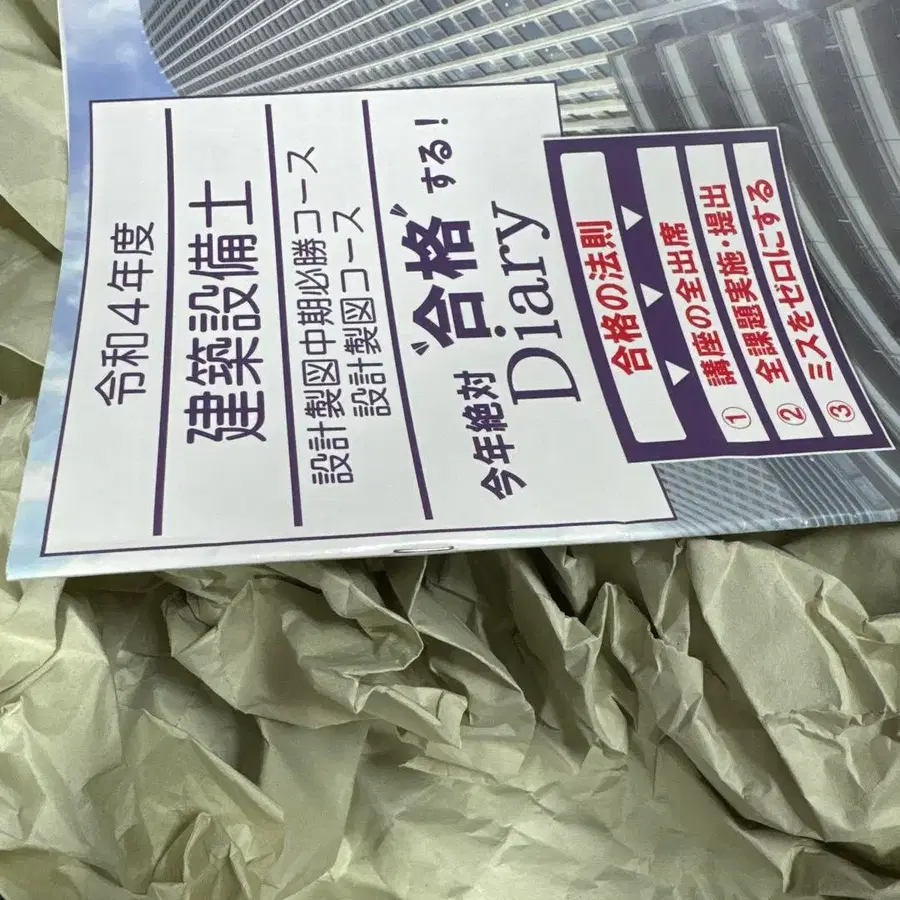 令和４年度
建築設備士
設計製図中期必勝コース
設計製図コース
今年絶対〝合格〟する！
Diary
合格の法則
① 講座の全出席
② 全課題実施・提出
③ ミスをゼロにする